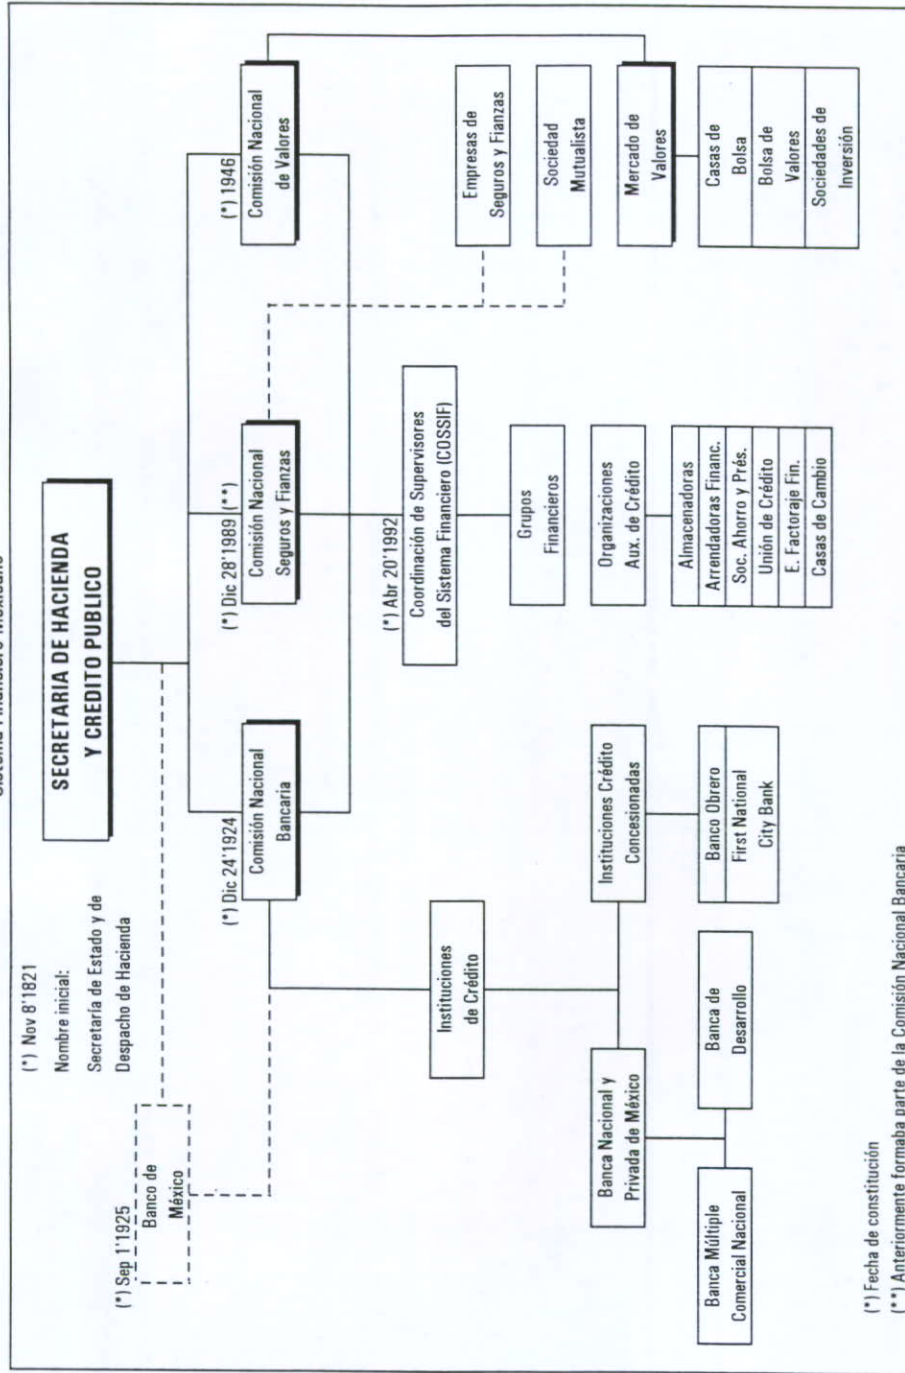 Sistema Financiero Mexicano
(*) Nov 8'1821
Nombre inicial:
Secretaría de Estado y de
Despacho de Hacienda
SECRETARIA DE HACIENDA
Y CREDITO PUBLICO
(*) Sep 1'1925
Banco de
México
(*) Dic 24'1924
Comisión Nacional
Bancaria
(*) Dic 28'1989 (**)
Comisión Nacional
Seguros y Fianzas
(*) 1946
Comisión Nacional
de Valores
(*) Abr 20'1992
Coordinación de Supervisores
del Sistema Financiero (COSSIF)
Instituciones
de Crédito
Grupos
Financieros
Empresas de
Seguros y Fianzas
Sociedad
Mutualista
Banca Nacional y
Privada de México
Instituciones Crédito
Concesionadas
Organizaciones
Aux. de Crédito
Mercado de
Valores
Banca Múltiple
Comercial Nacional
Banca de
Desarrollo
Banco Obrero
First National
City Bank
Almacenadoras
Arrendadoras Financ.
Soc. Ahorro y Prés.
Unión de Crédito
E. Factoraje Fin.
Casas de Cambio
Casas de
Bolsa
Bolsa de
Valores
Sociedades de
Inversión
(*) Fecha de constitución
(**) Anteriormente formaba parte de la Comisión Nacional Bancaria